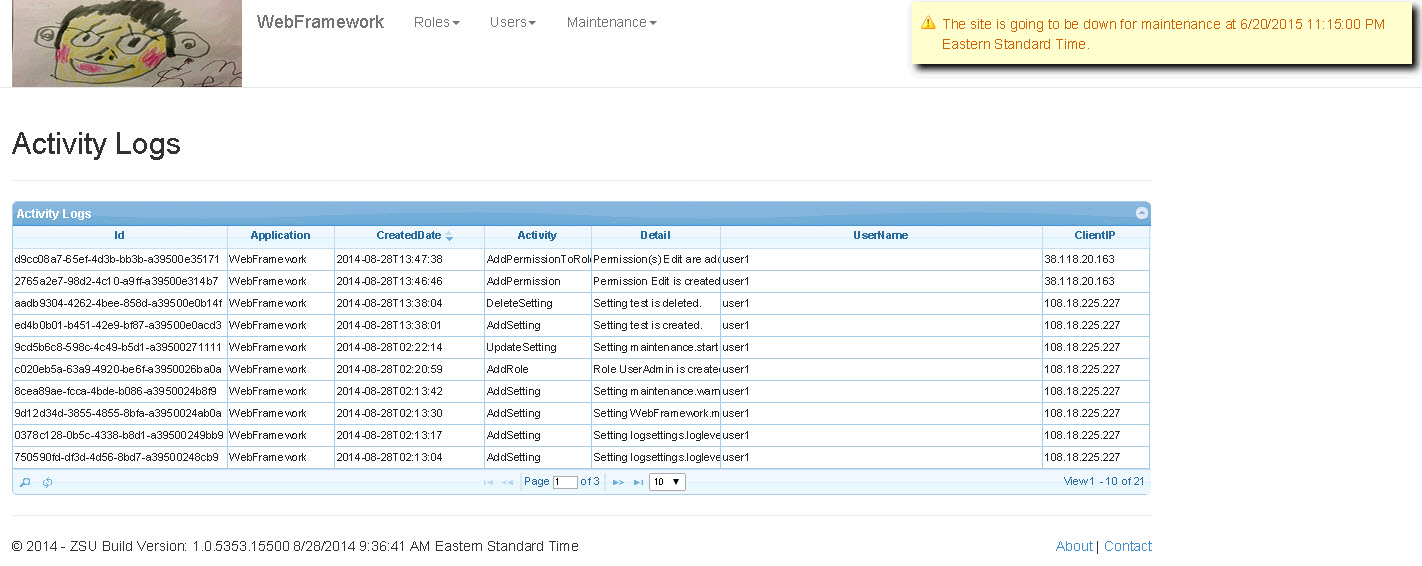 WebFramework Roles Users Maintenance
The site is going to be down for maintenance at 6/20/2015 11:15:00 PM
Eastern Standard Time.
Activity Logs
Activity Logs
Id Application CreatedDate Activity Detail UserName ClientIP
d9cc08a7-65ef-4d3b-bb3b-a39500e35171 WebFramework 2014-08-28T13:47:38 AddPermissionToRol Permission(s) Edit are add user1 38.118.20.163
2765a2e7-98d2-4c10-a9ff-a39500e314b7 WebFramework 2014-08-28T13:46:46 AddPermission Permission Edit is created user1 38.118.20.163
aadb9304-4262-4bee-858d-a39500e0b14f WebFramework 2014-08-28T13:38:04 DeleteSetting Setting test is deleted. user1 108.18.225.227
ed4b0b01-b451-42e9-bf87-a39500e0acd3 WebFramework 2014-08-28T13:38:01 AddSetting Setting test is created. user1 108.18.225.227
9cd5b6c8-598c-4c49-b5d1-a39500271111 WebFramework 2014-08-28T02:22:14 UpdateSetting Setting maintenance.start user1 108.18.225.227
c020eb5a-63a9-4920-be6f-a3950026ba0a WebFramework 2014-08-28T02:20:59 AddRole Role UserAdmin is create user1 108.18.225.227
8cea89ae-fcca-4bde-b086-a3950024b8f9 WebFramework 2014-08-28T02:13:42 AddSetting Setting maintenance.warn user1 108.18.225.227
9d12d34d-3855-4855-8bfa-a3950024ab0a WebFramework 2014-08-28T02:13:30 AddSetting Setting WebFramework.m user1 108.18.225.227
0378c128-0b5c-4338-b8d1-a39500249bb9 WebFramework 2014-08-28T02:13:17 AddSetting Setting logsettings.logleve user1 108.18.225.227
750590fd-df3d-4d56-8bd7-a39500248cb9 WebFramework 2014-08-28T02:13:04 AddSetting Setting logsettings.logleve user1 108.18.225.227
Page 1 of 3 10 View 1 - 10 of 21
© 2014 - ZSU Build Version: 1.0.5353.15500 8/28/2014 9:36:41 AM Eastern Standard Time About | Contact